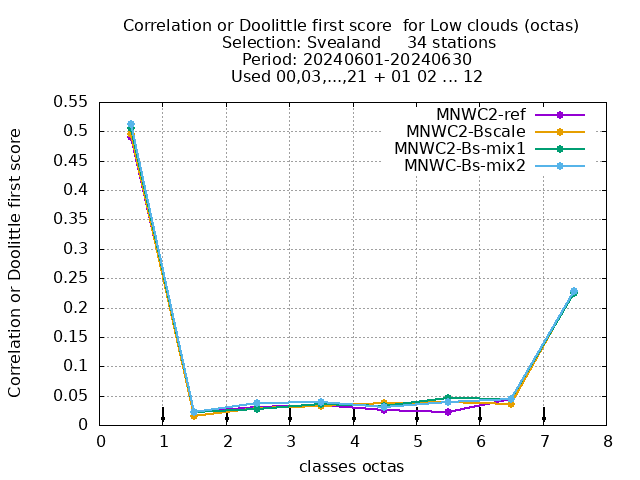 Correlation or Doolittle first score  for Low clouds (octas)
Selection: Svealand     34 stations
Period: 20240601-20240630
Used 00,03,...,21 + 01 02 ... 12
Correlation or Doolittle first score
0.55
0.5
0.45
0.4
0.35
0.3
0.25
0.2
0.15
0.1
0.05
0
MNWC2-ref
MNWC2-Bscale
MNWC2-Bs-mix1
MNWC-Bs-mix2
0 1 2 3 4 5 6 7 8
classes octas